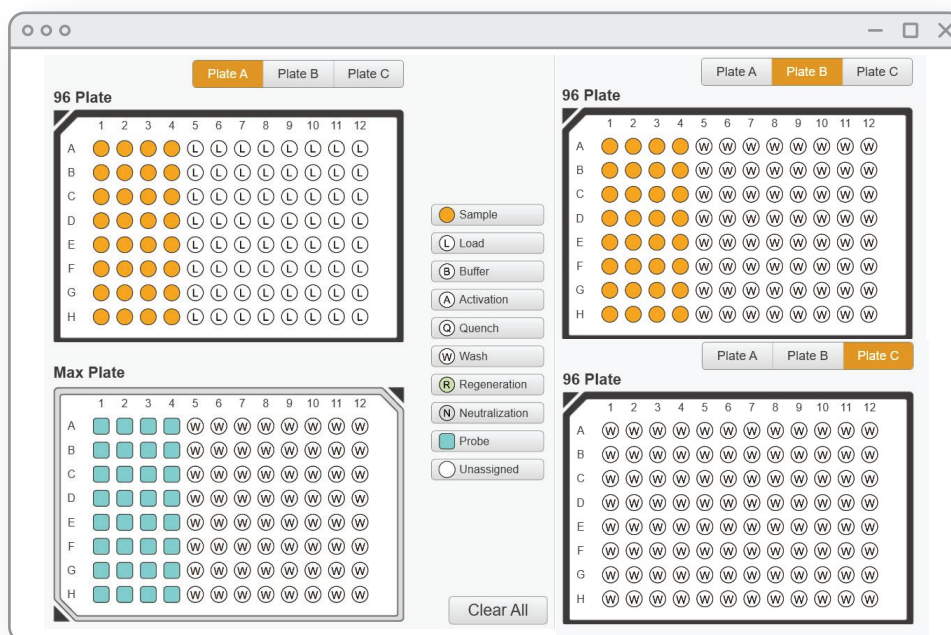 Plate A Plate B Plate C
96 Plate
1 2 3 4 5 6 7 8 9 10 11 12
A L L L L L L L L
B L L L L L L L L
C L L L L L L L L
D L L L L L L L L
E L L L L L L L L
F L L L L L L L L
G L L L L L L L L
H L L L L L L L L
Max Plate
1 2 3 4 5 6 7 8 9 10 11 12
A W W W W W W W W
B W W W W W W W W
C W W W W W W W W
D W W W W W W W W
E W W W W W W W W
F W W W W W W W W
G W W W W W W W W
H W W W W W W W W
Sample
L Load
B Buffer
A Activation
Q Quench
W Wash
R Regeneration
N Neutralization
Probe
Unassigned
Clear All
Plate A Plate B Plate C
96 Plate
1 2 3 4 5 6 7 8 9 10 11 12
A W W W W W W W W
B W W W W W W W W
C W W W W W W W W
D W W W W W W W W
E W W W W W W W W
F W W W W W W W W
G W W W W W W W W
H W W W W W W W W
Plate A Plate B Plate C
96 Plate
1 2 3 4 5 6 7 8 9 10 11 12
A W W W W W W W W W W W W
B W W W W W W W W W W W W
C W W W W W W W W W W W W
D W W W W W W W W W W W W
E W W W W W W W W W W W W
F W W W W W W W W W W W W
G W W W W W W W W W W W W
H W W W W W W W W W W W W